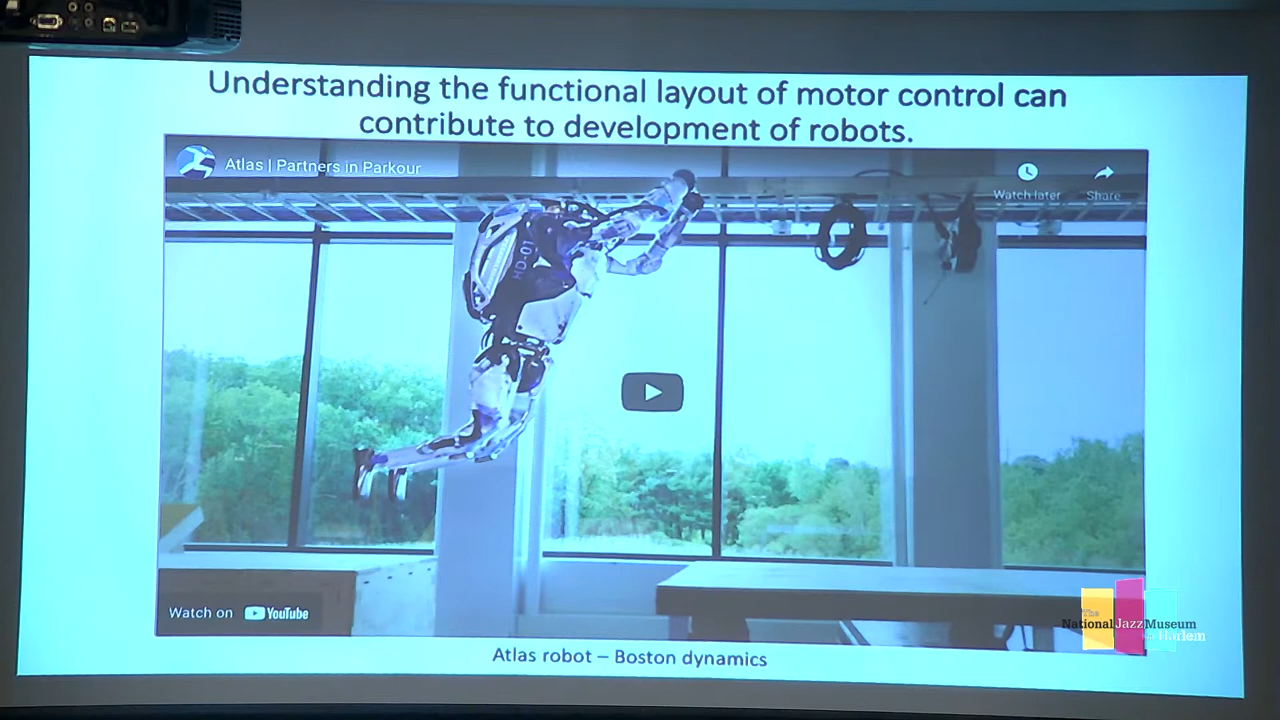 Understanding the functional layout of motor control can
contribute to development of robots.
Atlas | Partners in Parkour
Watch later
Share
HD-01
Watch on YouTube
The
National Jazz Museum
in Harlem
Atlas robot – Boston dynamics